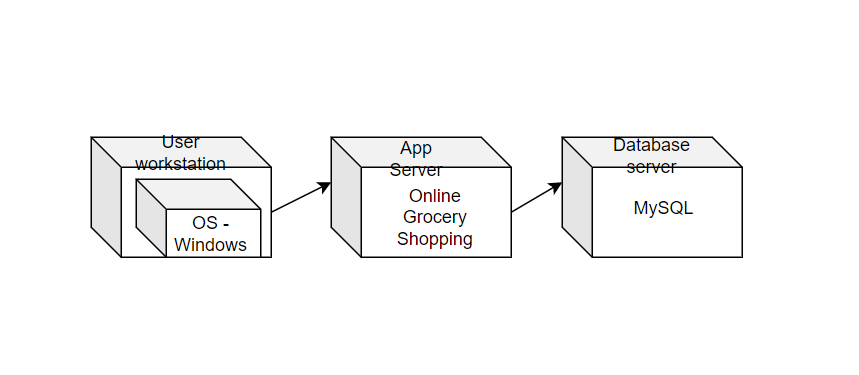 User
workstation
OS -
Windows
App
Server
Online
Grocery
Shopping
Database
server
MySQL